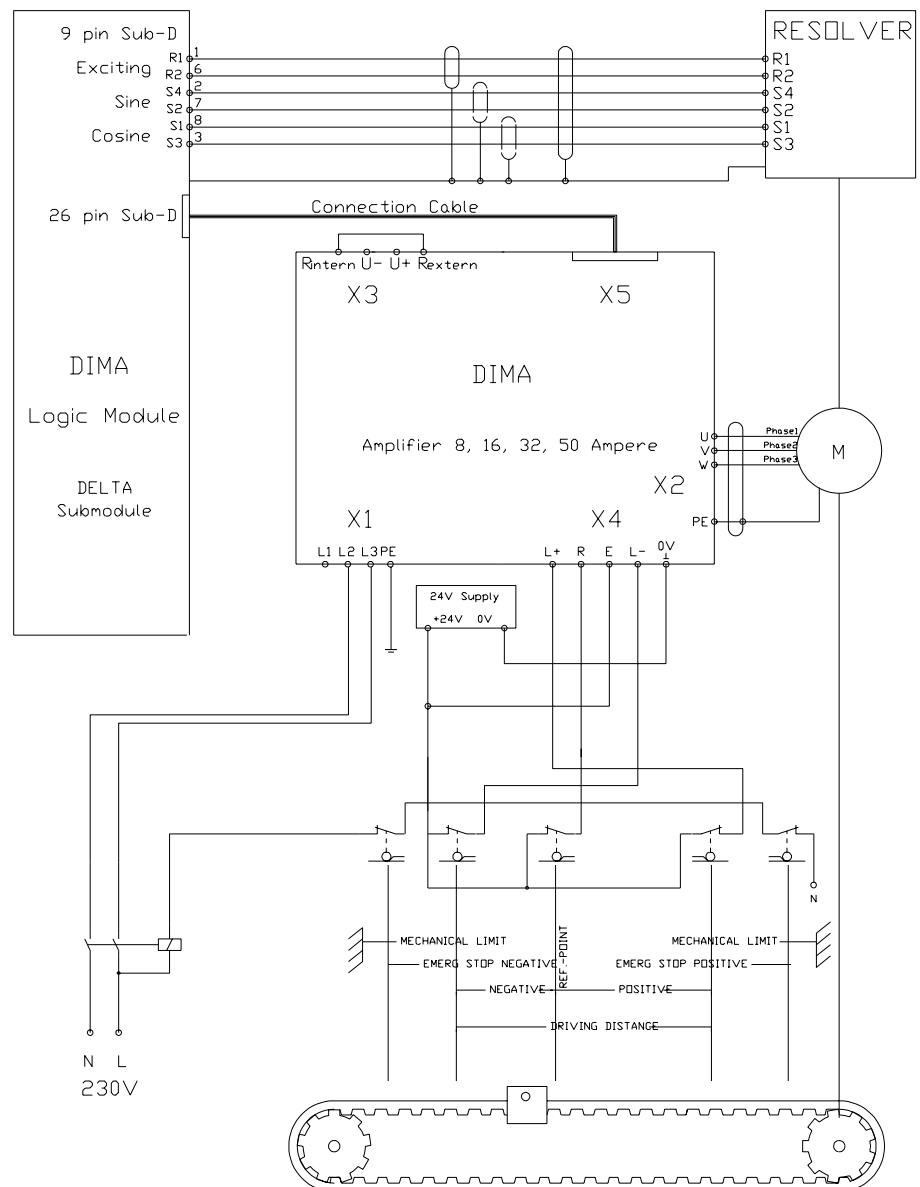 9 pin Sub-D
RESOLVER
R1 1
R1
Exciting
R2 6
R2
S4 2
S4
Sine
S2 7
S2
S1 8
S1
Cosine
S3 3
S3
26 pin Sub-D
Connection Cable
Rintern U- U+ Rextern
X3
X5
DIMA
Logic Module
DELTA
Submodule
DIMA
Amplifier 8, 16, 32, 50 Ampere
U Phase1
V Phase2
W Phase3
M
X2
PE
X1
X4
L1 L2 L3 PE
L+ R E L- 0V
24V Supply
+24V 0V
N
MECHANICAL LIMIT
MECHANICAL LIMIT
EMERG STOP NEGATIVE
EMERG STOP POSITIVE
REF.-POINT
NEGATIVE
POSITIVE
DRIVING DISTANCE
N L
230V